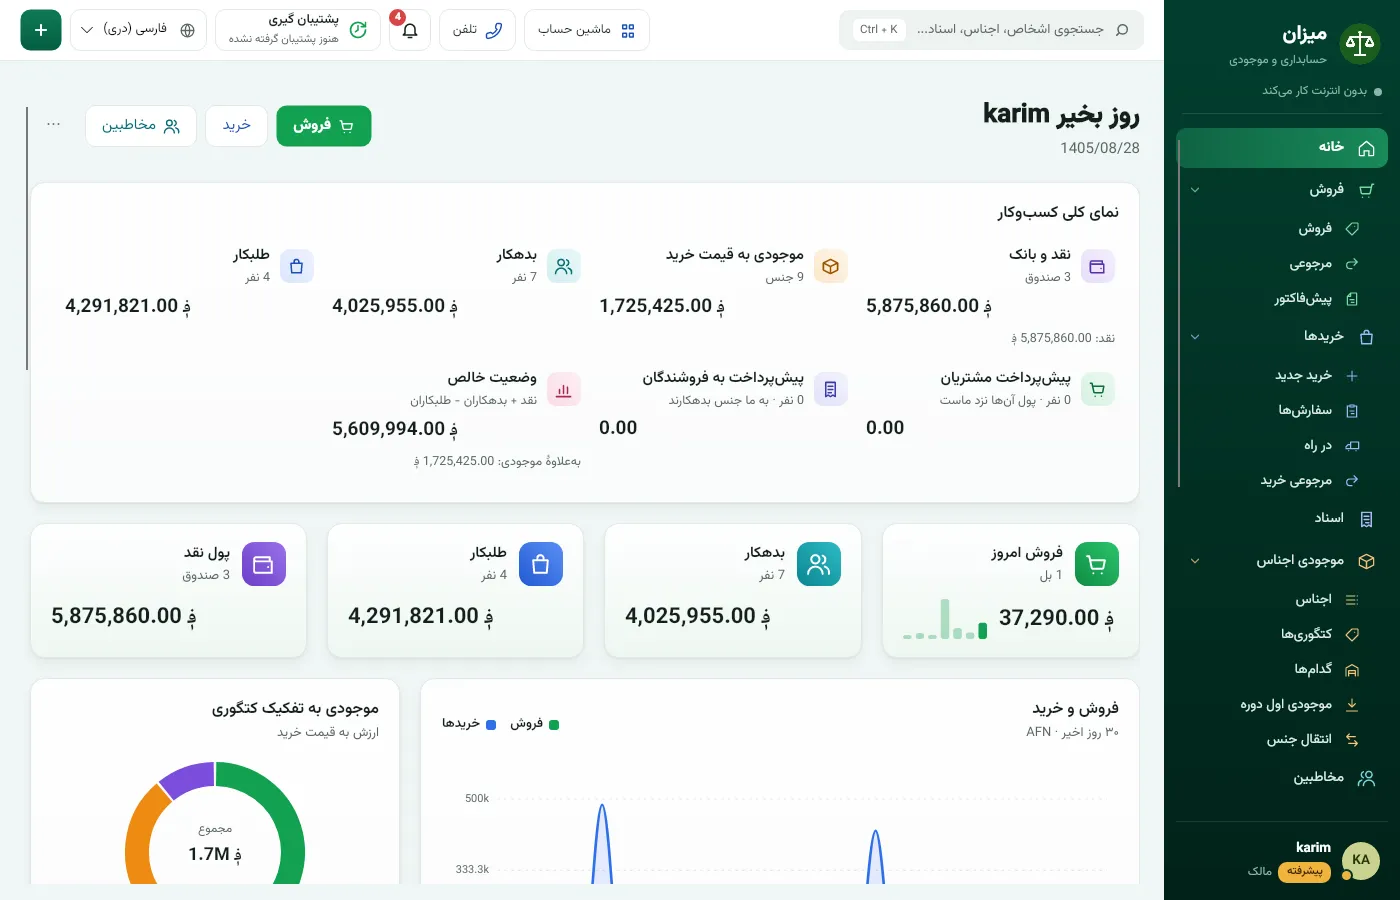 میزان
حسابداری و موجودی
بدون انترنت کار می‌کند
خانه
فروش
فروش
مرجوعی
پیش‌فاکتور
خریدها
خرید جدید
سفارش‌ها
در راه
مرجوعی خرید
اسناد
موجودی اجناس
اجناس
کتگوری‌ها
گدام‌ها
موجودی اول دوره
انتقال جنس
مخاطبین
karim
پیشرفته
مالک
KA
جستجوی اشخاص، اجناس، اسناد...
Ctrl + K
ماشین حساب
تلفن
4
پشتیبان گیری
هنوز پشتیبان گرفته نشده
فارسی (دری)
+
روز بخیر karim
1405/08/28
فروش
خرید
مخاطبین
...
نمای کلی کسب‌وکار
نقد و بانک
3 صندوق
؋ 5,875,860.00
نقد: 5,875,860.00 ؋
موجودی به قیمت خرید
9 جنس
؋ 1,725,425.00
بدهکار
7 نفر
؋ 4,025,955.00
طلبکار
4 نفر
؋ 4,291,821.00
پیش‌پرداخت مشتریان
0 نفر · پول آن‌ها نزد ماست
0.00
پیش‌پرداخت به فروشندگان
0 نفر · به ما جنس بدهکارند
0.00
وضعیت خالص
نقد + بدهکاران - طلبکاران
؋ 5,609,994.00
به‌علاوهٔ موجودی: 1,725,425.00 ؋
فروش امروز
1 بل
؋ 37,290.00
بدهکار
7 نفر
؋ 4,025,955.00
طلبکار
4 نفر
؋ 4,291,821.00
پول نقد
3 صندوق
؋ 5,875,860.00
فروش و خرید
۳۰ روز اخیر · AFN
فروش
خریدها
500k
333.3k
موجودی به تفکیک کتگوری
ارزش به قیمت خرید
مجموع
؋ 1.7M